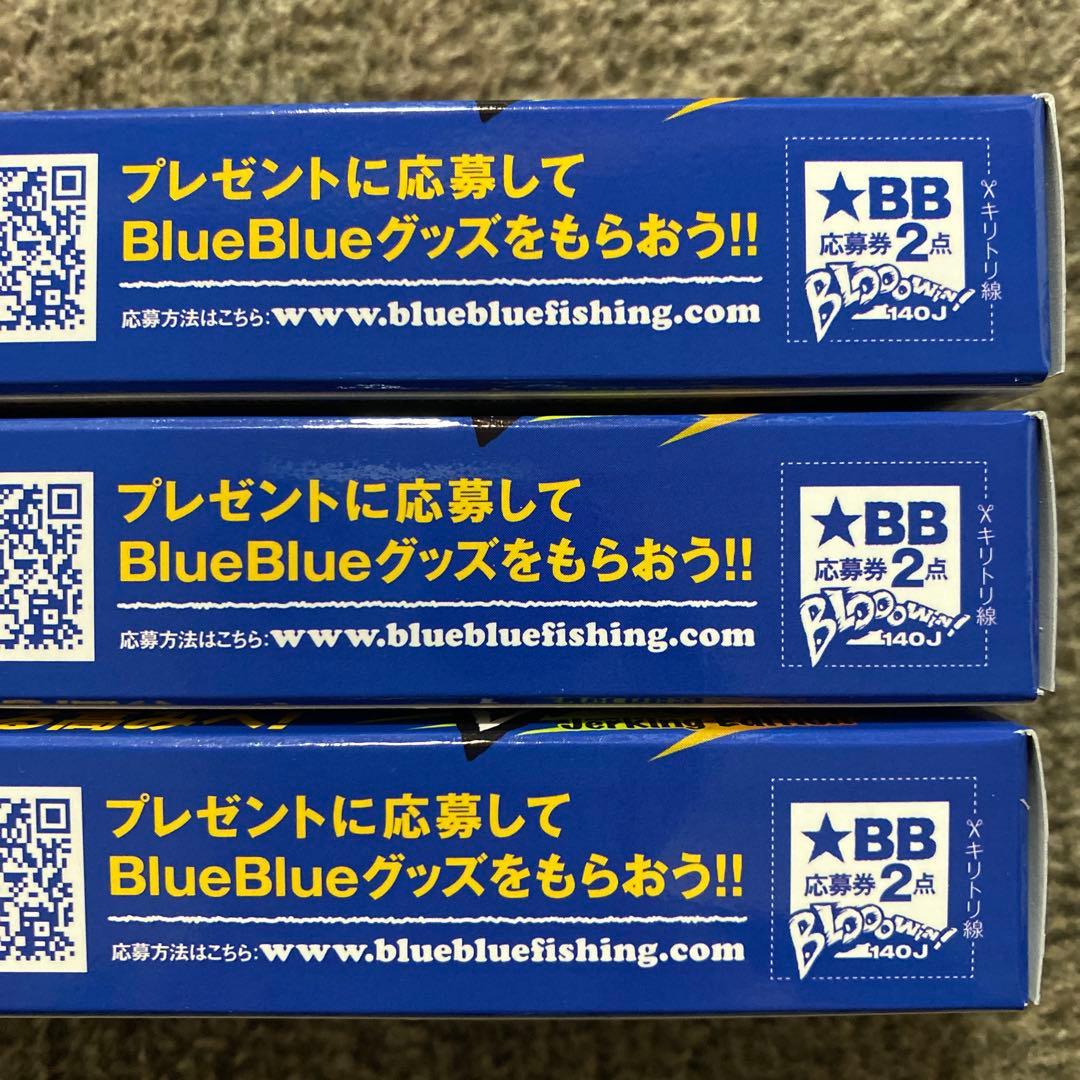 プレゼントに応募して
BlueBlueグッズをもらおう!!
応募方法はこちら:www.bluebluefishing.com
★BB
応募券2点
BLOOOWIN!
140J
キリトリ線
プレゼントに応募して
BlueBlueグッズをもらおう!!
応募方法はこちら:www.bluebluefishing.com
★BB
応募券2点
BLOOOWIN!
140J
キリトリ線
Jerking Edition
プレゼントに応募して
BlueBlueグッズをもらおう!!
応募方法はこちら:www.bluebluefishing.com
★BB
応募券2点
BLOOOWIN!
140J
キリトリ線